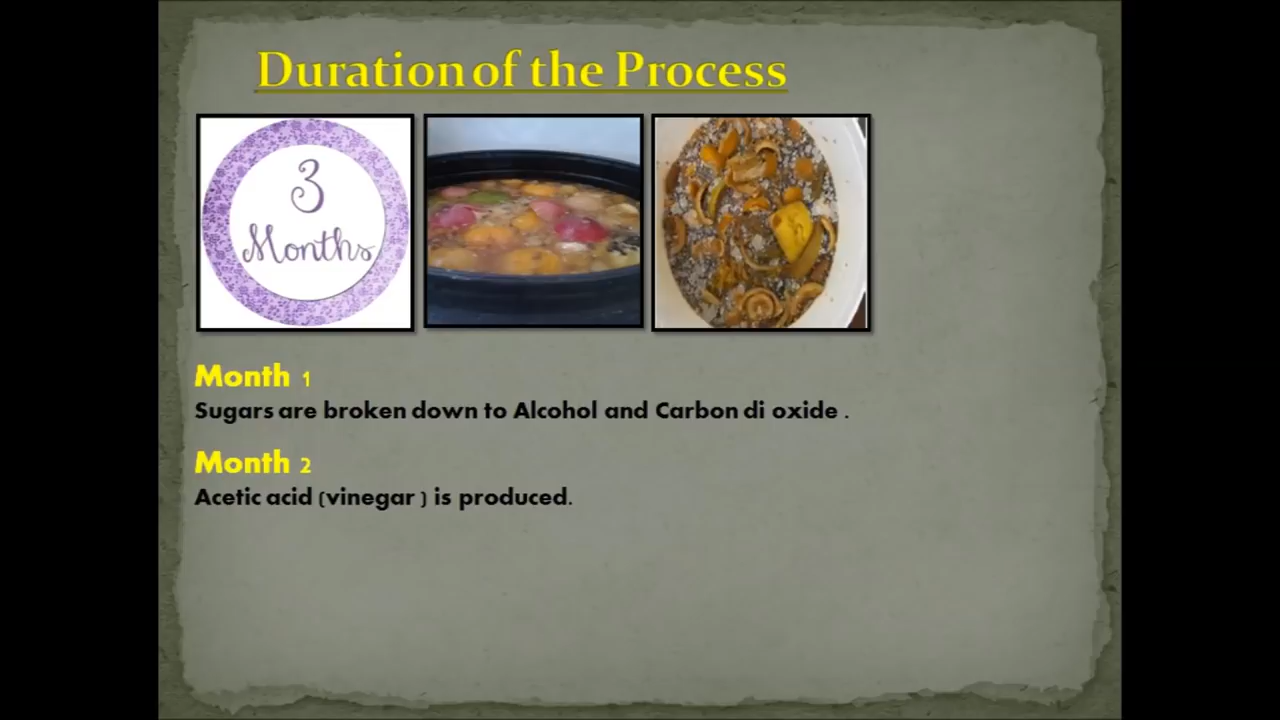 Duration of the Process
3
Months
Month 1
Sugars are broken down to Alcohol and Carbon di oxide .
Month 2
Acetic acid (vinegar ) is produced.